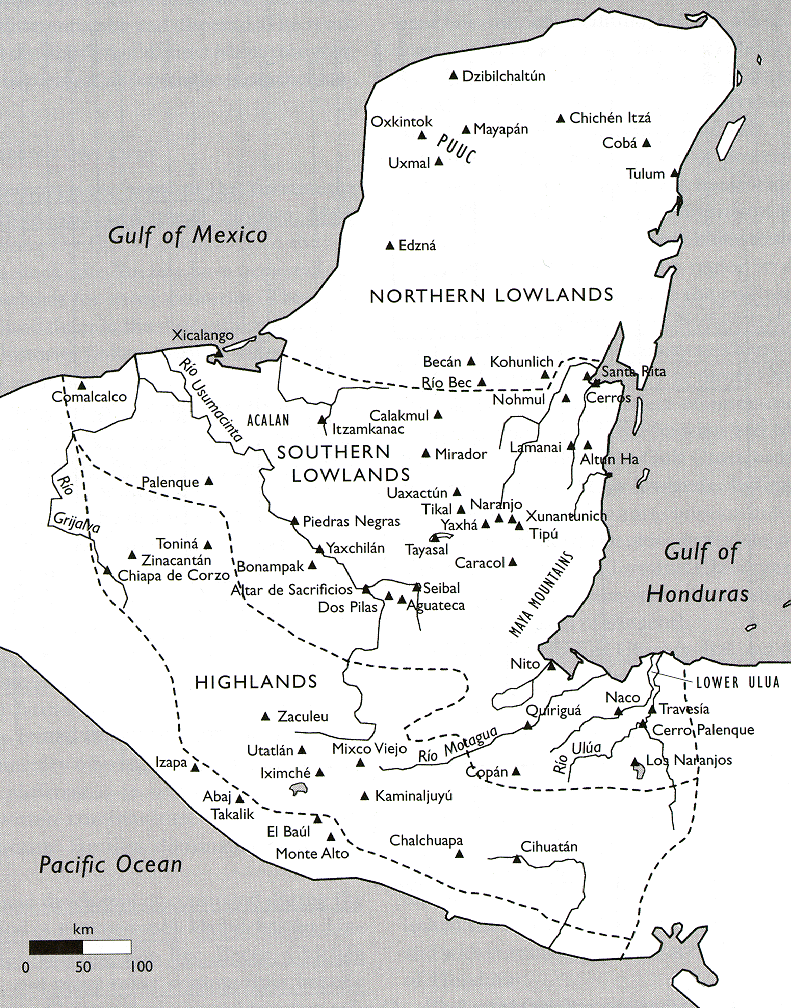 Dzibilchaltún
Oxkintok
Mayapán
PUUC
Chichén Itzá
Cobá
Uxmal
Tulum
Gulf of Mexico
Edzná
NORTHERN LOWLANDS
Xicalango
Becán
Kohunlich
Río Bec
Santa Rita
Comalcalco
Río Usumacinta
Nohmul
Cerros
ACALAN
Calakmul
Itzamkanac
SOUTHERN
LOWLANDS
Mirador
Lamanai
Altun Ha
Río
Grijalva
Palenque
Uaxactún
Tikal
Naranjo
Yaxhá
Xunantunich
Tipú
Piedras Negras
Tayasal
Toniná
Zinacantán
Chiapa de Corzo
Yaxchilán
Bonampak
Caracol
Gulf of
Honduras
Altar de Sacrificios
Seibal
Dos Pilas
Aguateca
MAYA MOUNTAINS
Nito
HIGHLANDS
LOWER ULUA
Naco
Travesía
Zaculeu
Quiriguá
Cerro Palenque
Utatlán
Mixco Viejo
Río Motagua
Río Ulúa
Los Naranjos
Izapa
Iximché
Copán
Abaj
Takalik
Kaminaljuyú
El Baúl
Monte Alto
Chalchuapa
Cihuatán
Pacific Ocean
km
0 50 100